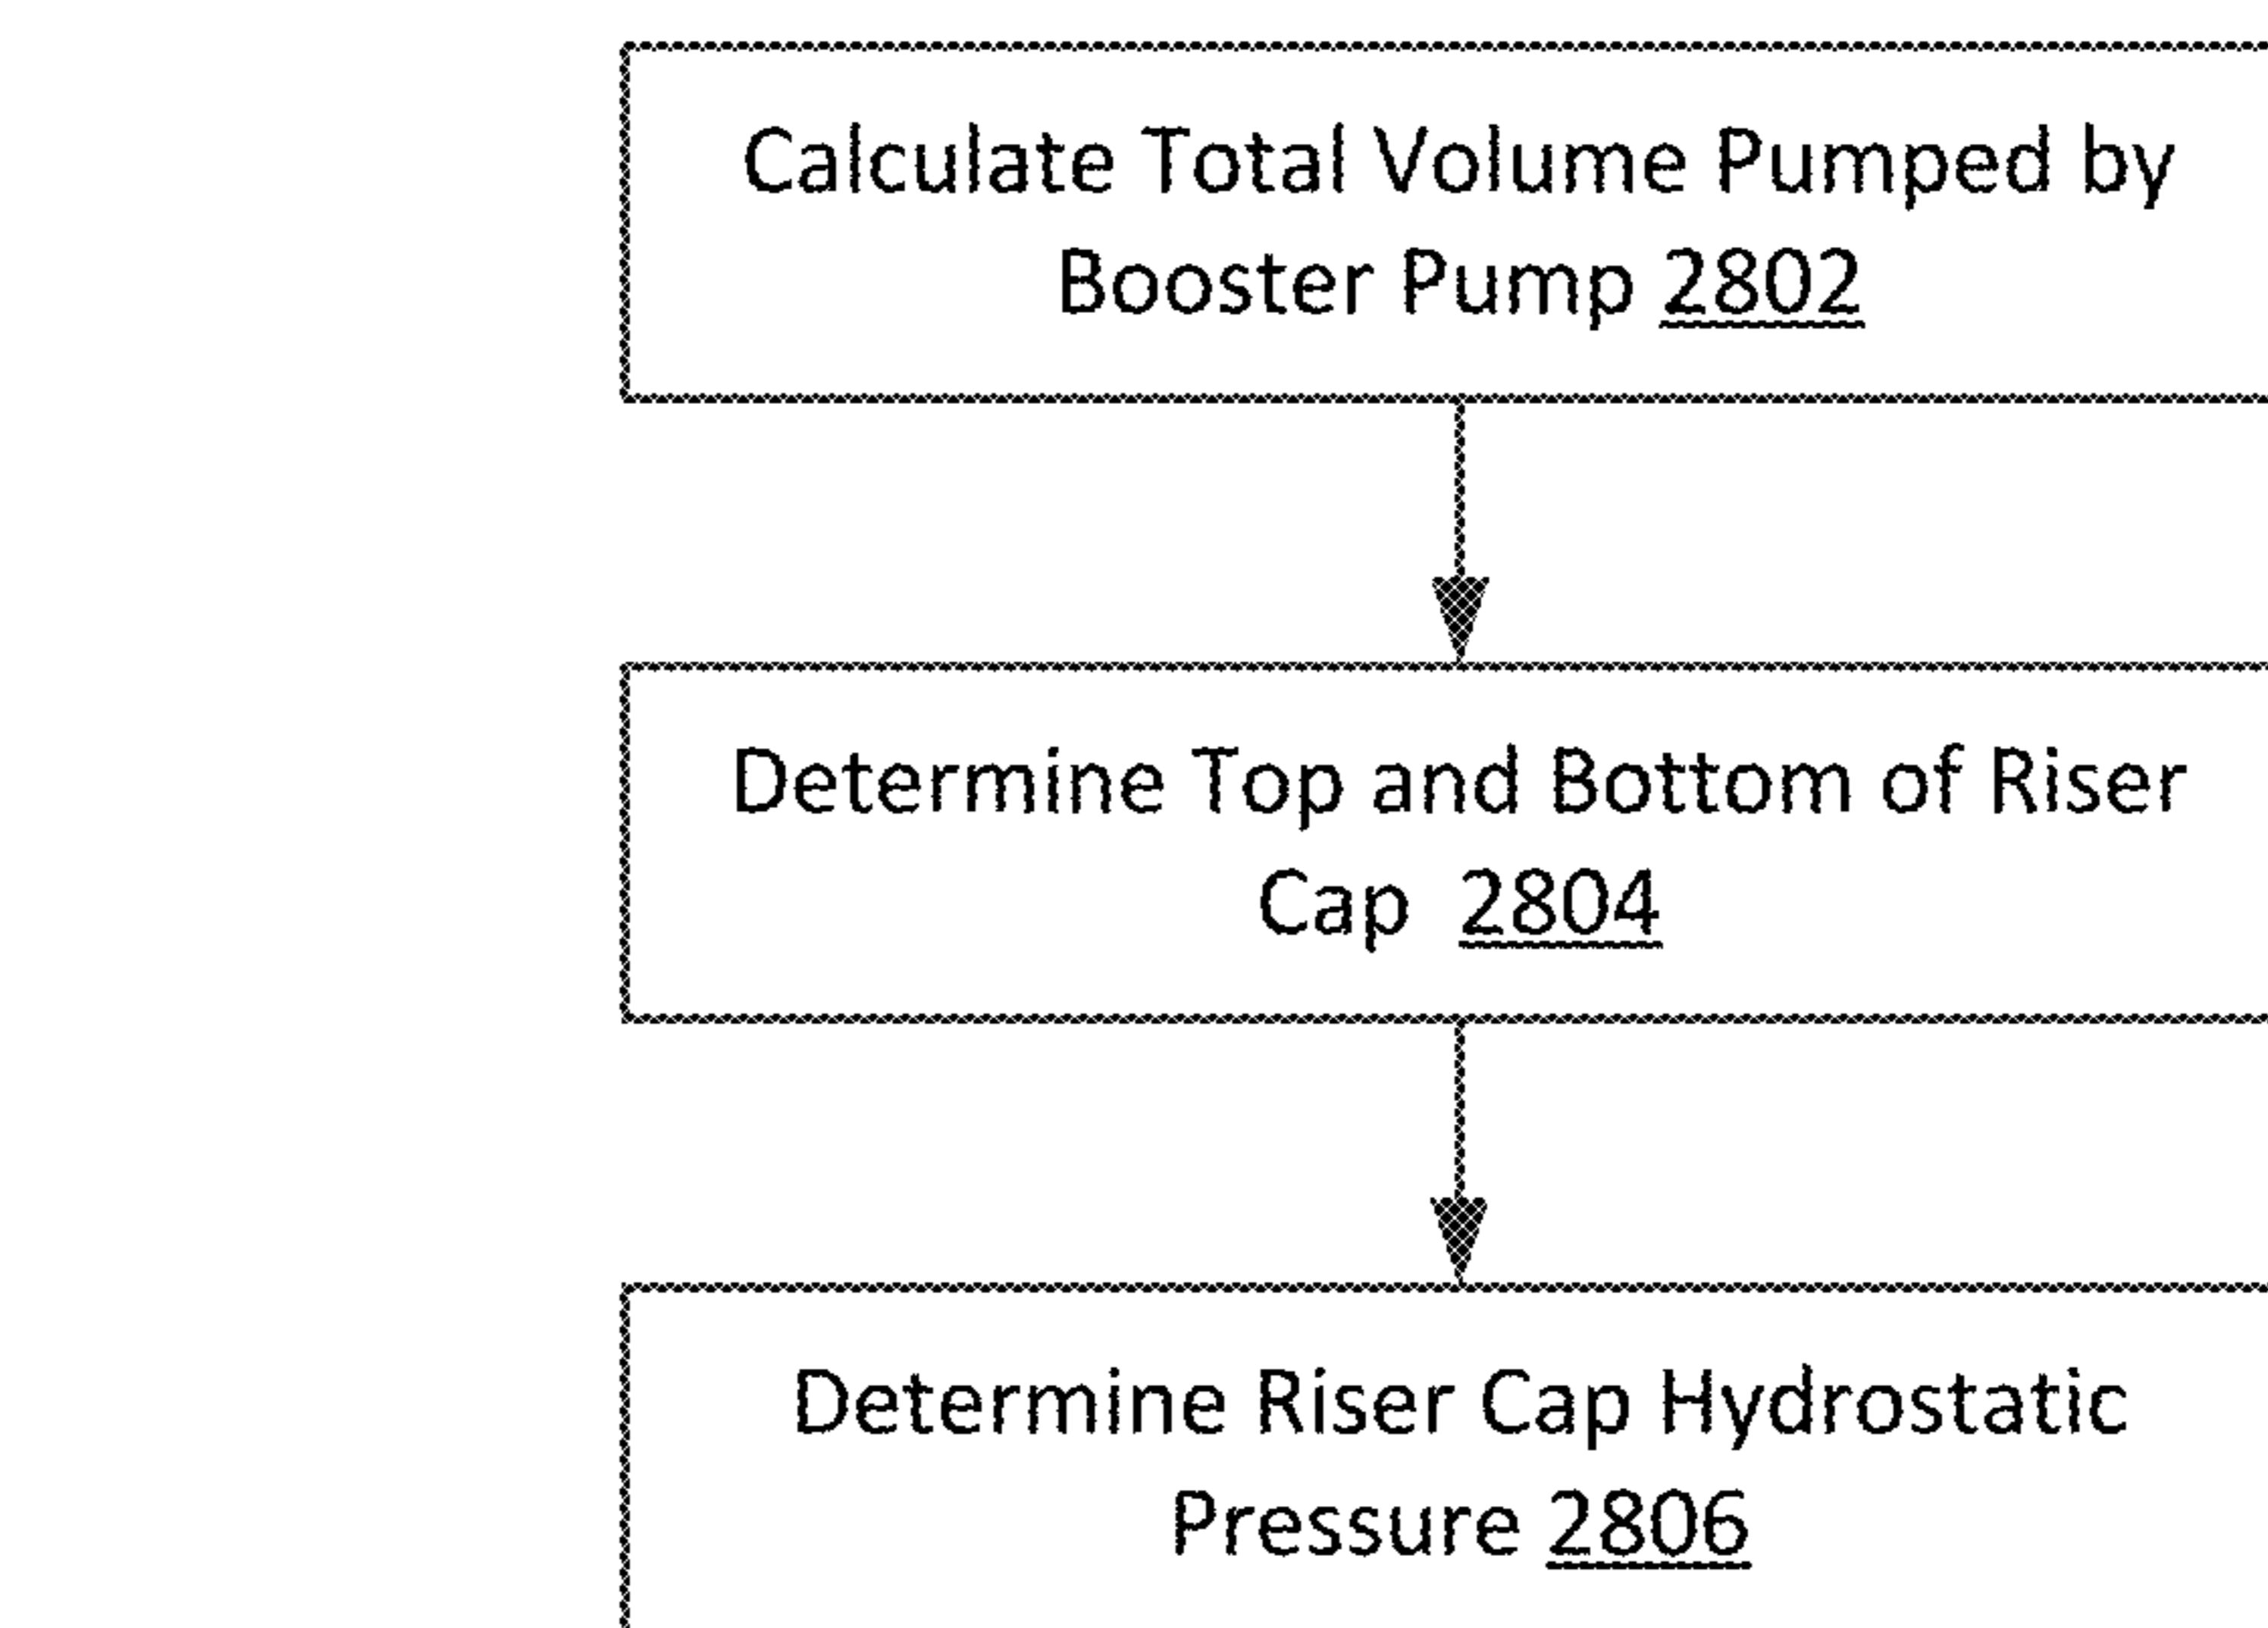 Calculate Total Volume Pumped by
Booster Pump 2802
Determine Top and Bottom of Riser
Cap 2804
Determine Riser Cap Hydrostatic
Pressure 2806